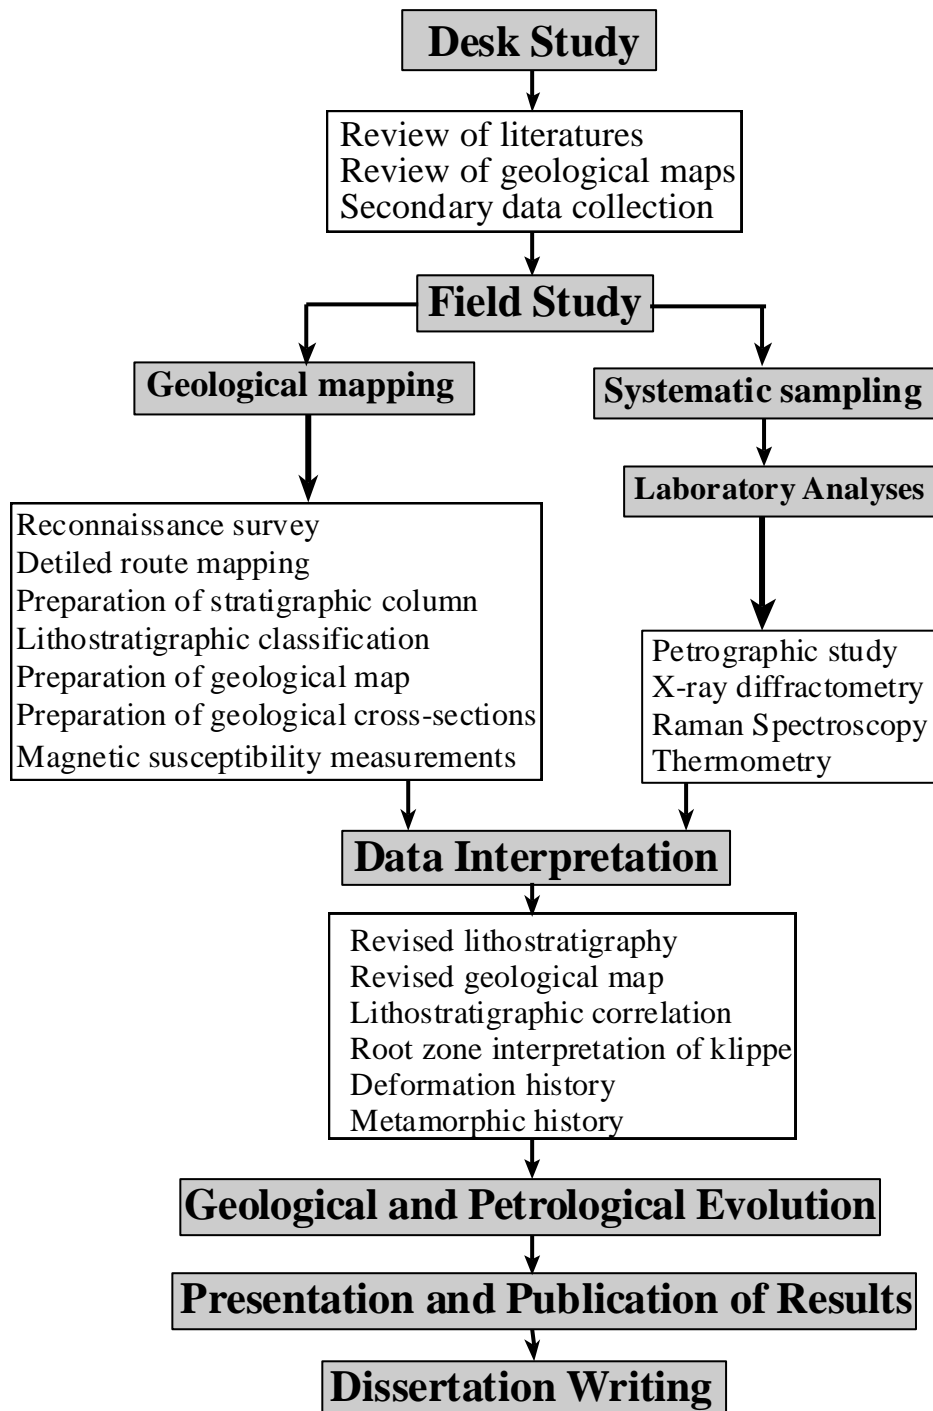 Desk Study
Review of literatures
Review of geological maps
Secondary data collection
Field Study
Geological mapping
Reconnaissance survey
Detiled route mapping
Preparation of stratigraphic column
Lithostratigraphic classification
Preparation of geological map
Preparation of geological cross-sections
Magnetic susceptibility measurements
Systematic sampling
Laboratory Analyses
Petrographic study
X-ray diffractometry
Raman Spectroscopy
Thermometry
Data Interpretation
Revised lithostratigraphy
Revised geological map
Lithostratigraphic correlation
Root zone interpretation of klippe
Deformation history
Metamorphic history
Geological and Petrological Evolution
Presentation and Publication of Results
Dissertation Writing